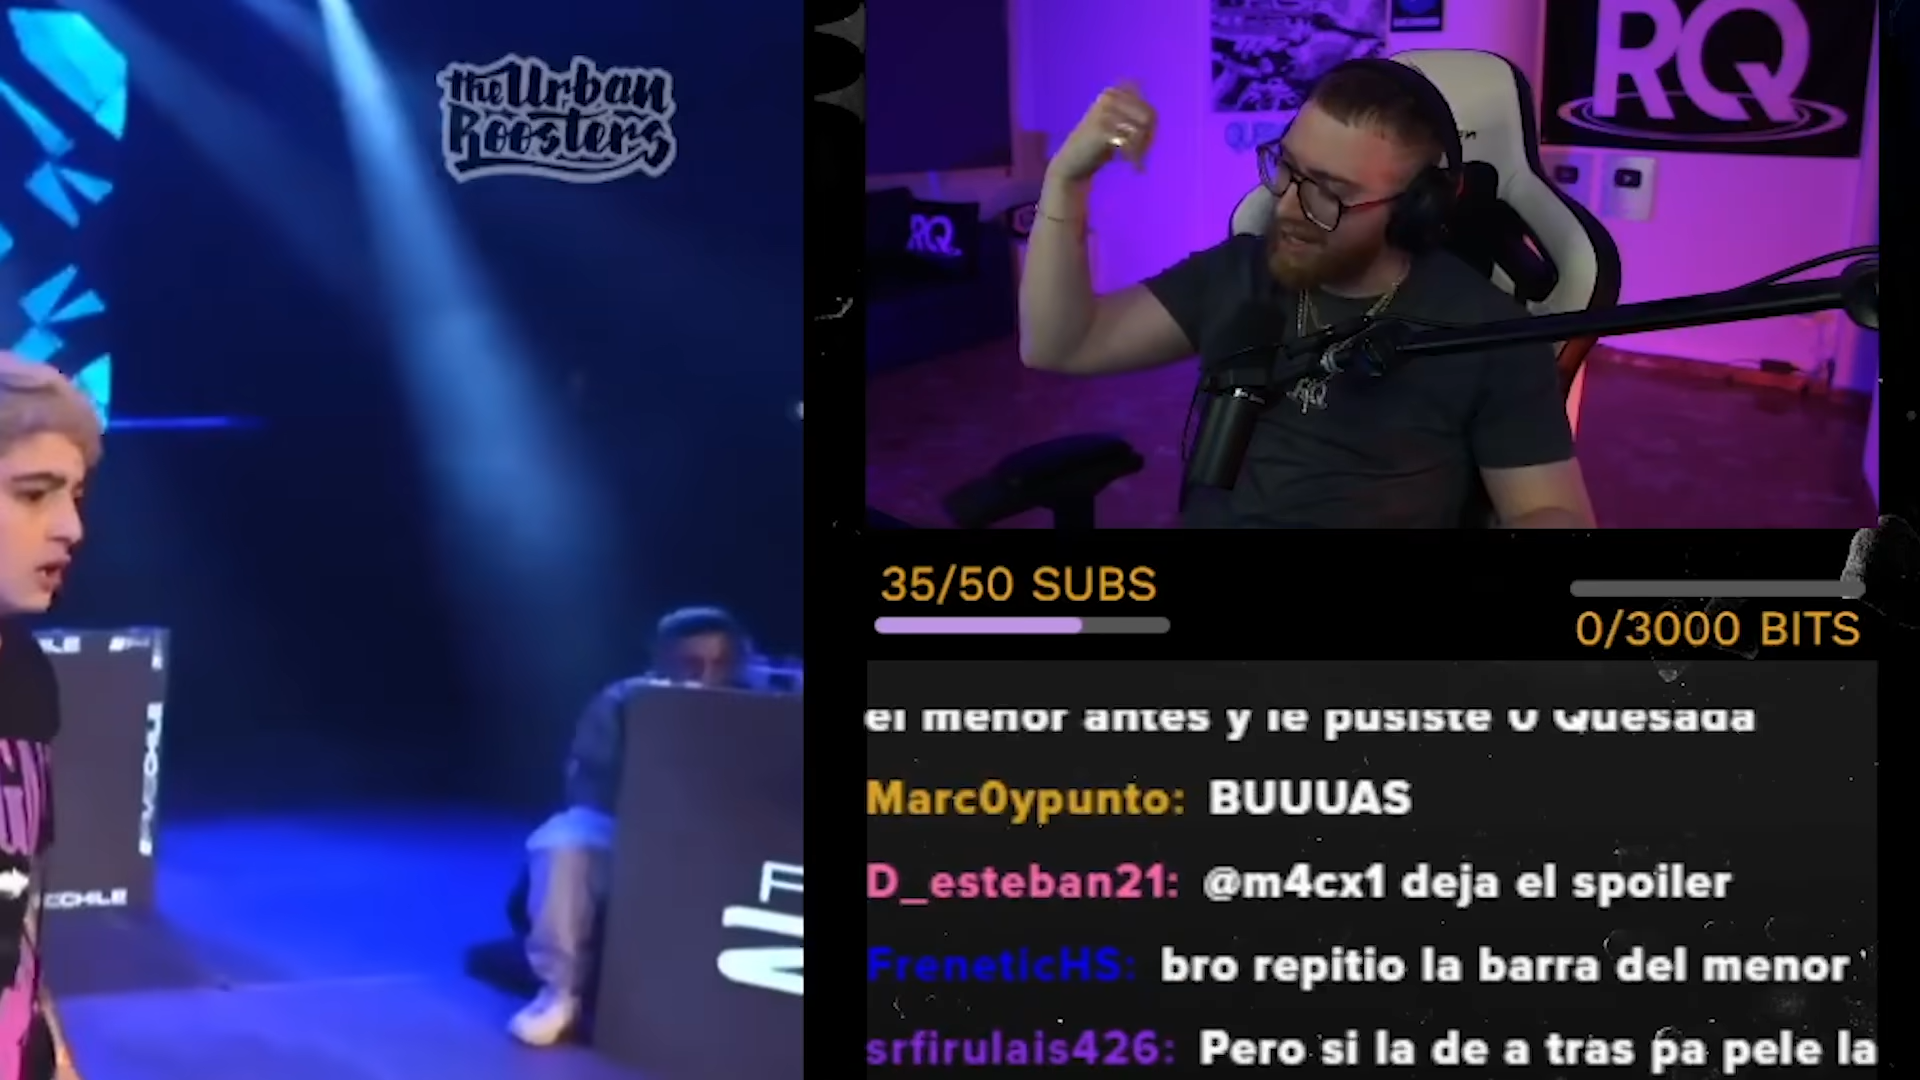 the Urban
Roosters
RQ
RQ
35/50 SUBS
0/3000 BITS
el menor antes y le pusiste 0 Quesada
Marc0ypunto: BUUUAS
D_esteban21: @m4cx1 deja el spoiler
FreneticHS: bro repitio la barra del menor
srfirulais426: Pero si la de a tras pa pele la